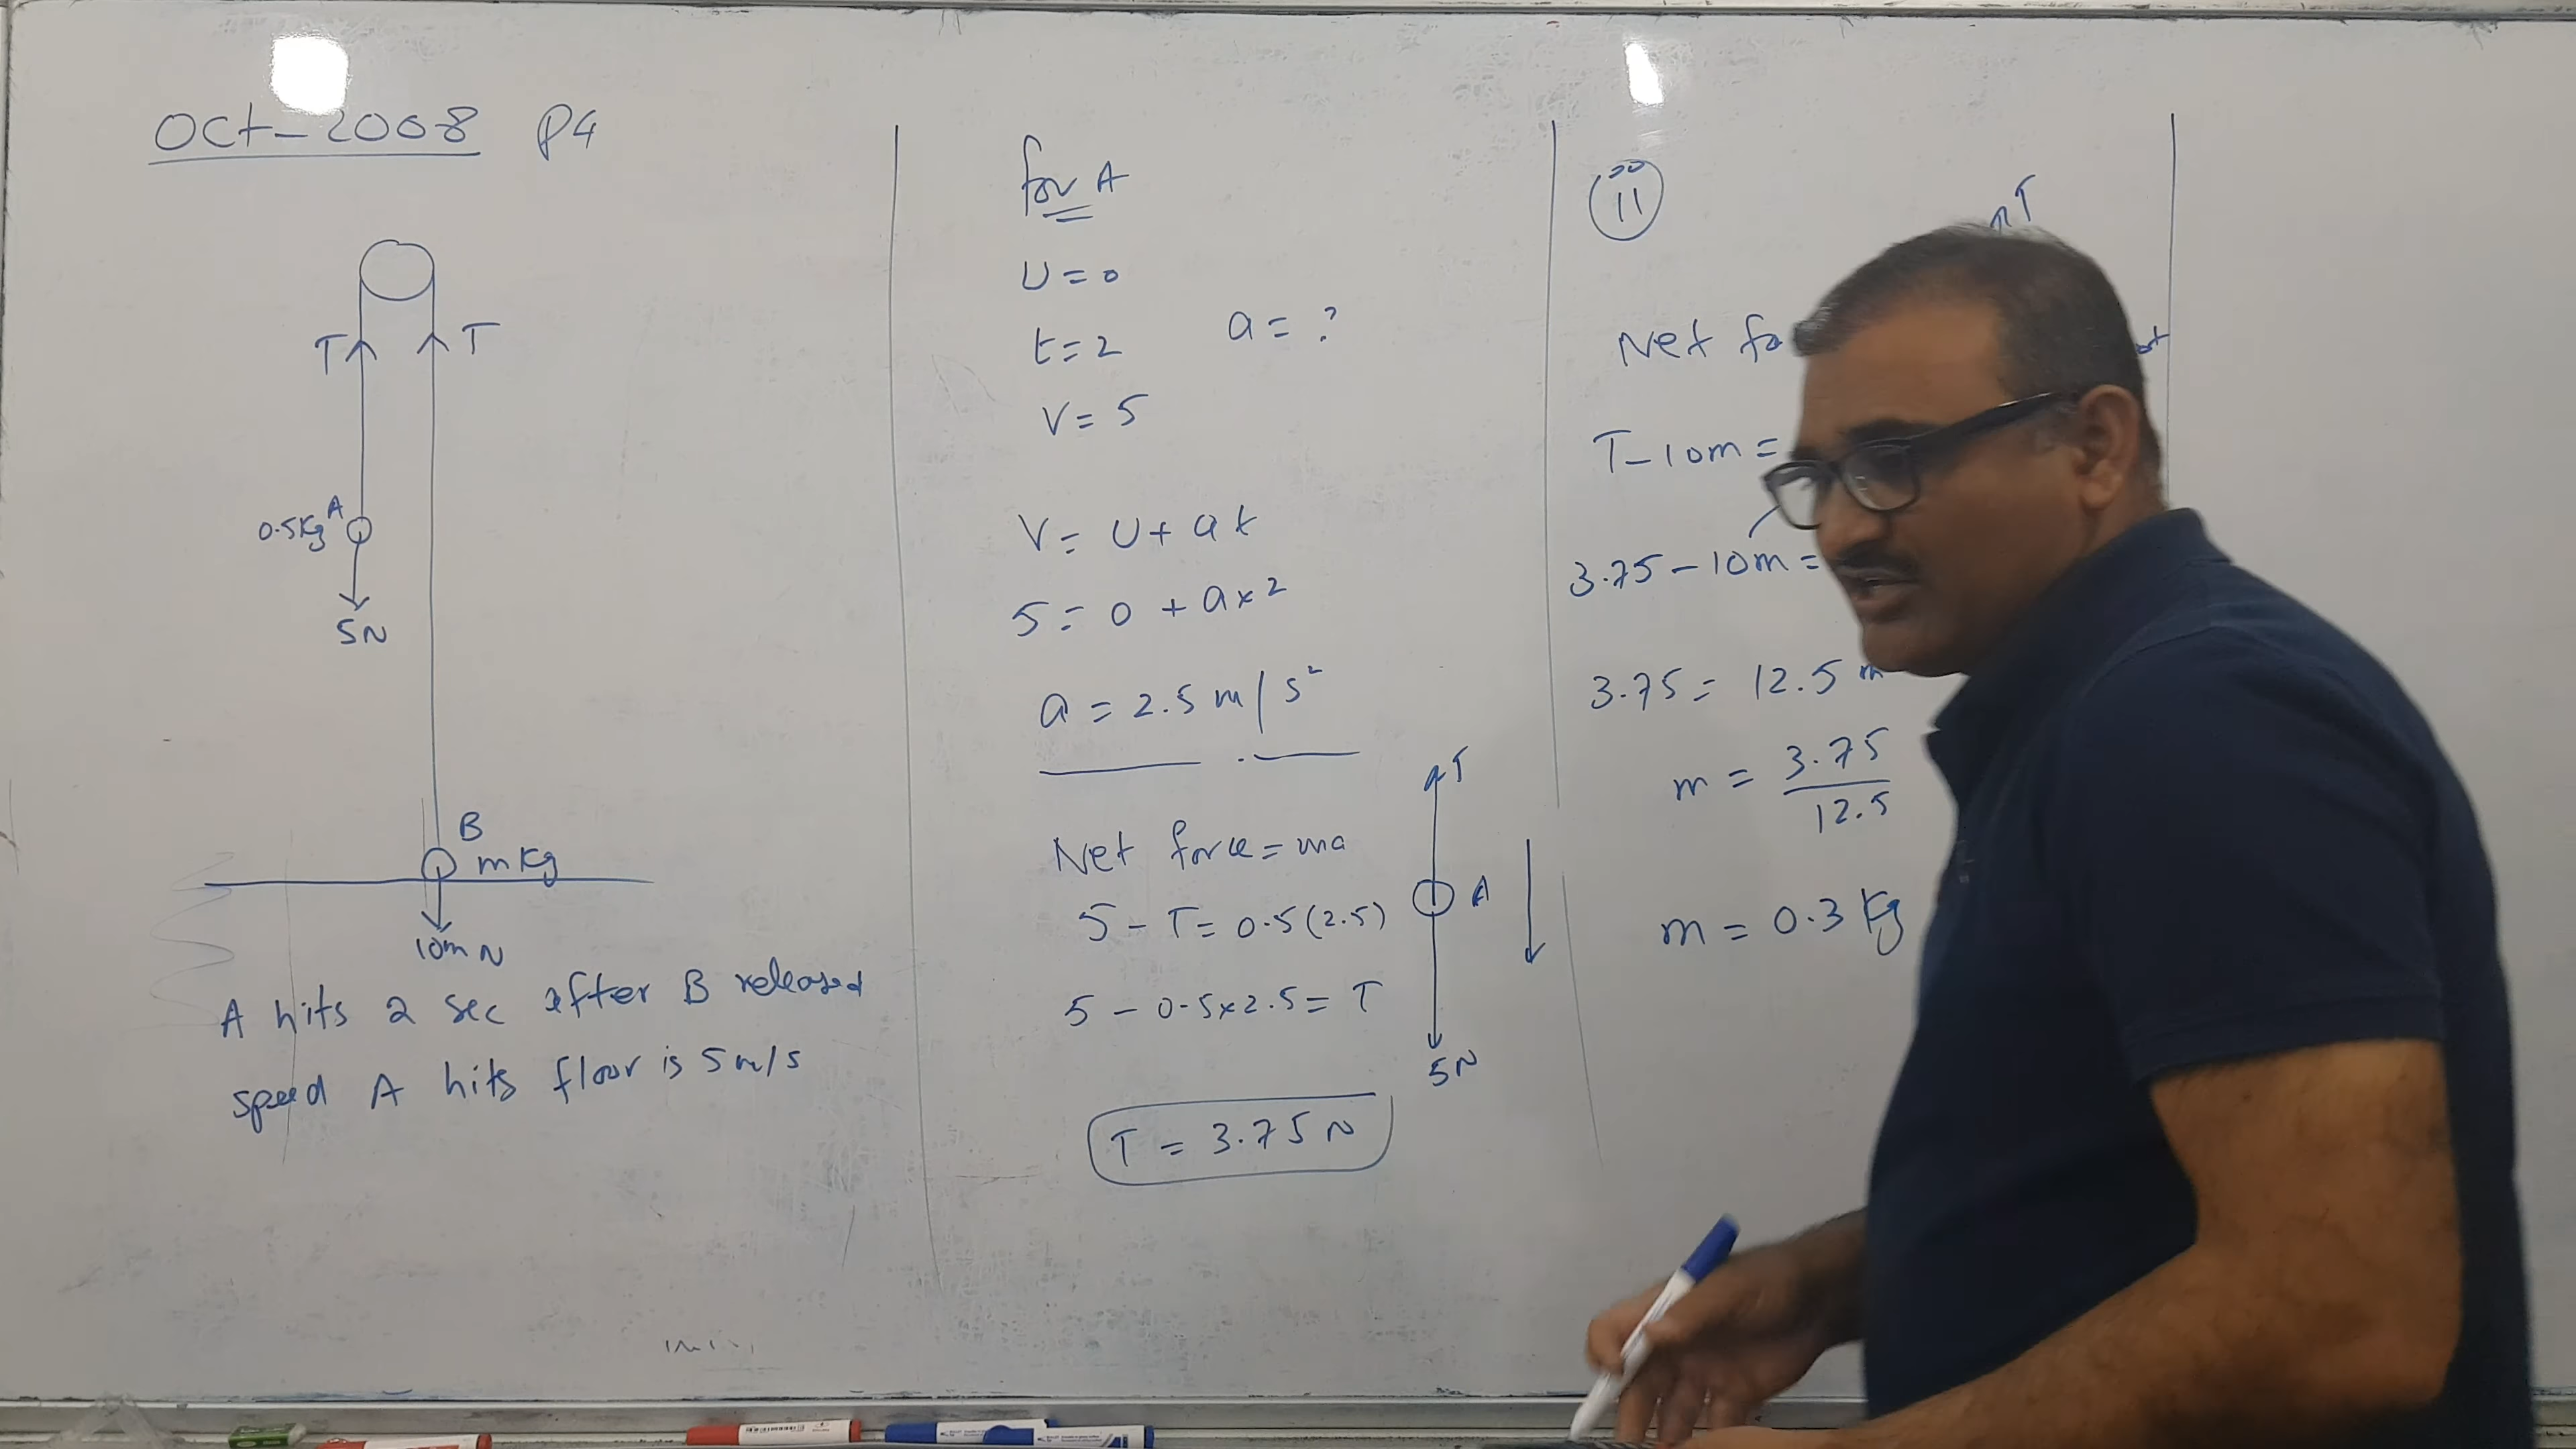 Oct-2008 P4
T T
0.5kg A
5N
B
m kg
10m N
A hits 2 sec after B released
speed A hits floor is 5 m/s
for A
U = 0
t = 2 a = ?
V = 5
V = U + at
5 = 0 + a×2
a = 2.5 m/s²
Net force = ma
5 - T = 0.5(2.5)
5 - 0.5×2.5 = T
T = 3.75 N
T
A
5N
11
T
Net
T - 10m =
3.75 - 10m =
3.75 = 12.5 m
m = 3.75/12.5
m = 0.3 kg